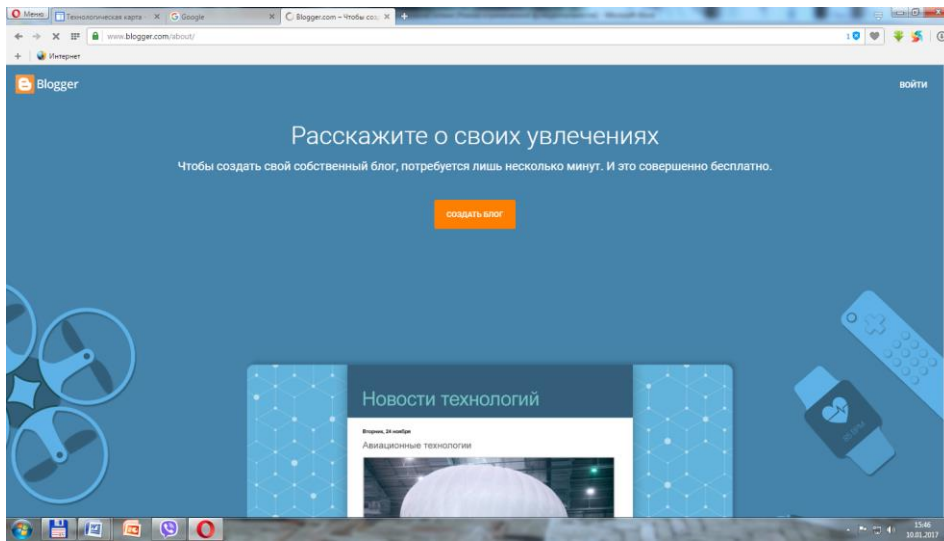 Меню
Технологическая карта
Google
Blogger.com – Чтобы соз
www.blogger.com/about/
1
Интернет
Blogger
ВОЙТИ
Расскажите о своих увлечениях
Чтобы создать свой собственный блог, потребуется лишь несколько минут. И это совершенно бесплатно.
СОЗДАТЬ БЛОГ
Новости технологий
Вторник, 24 ноября
Авиационные технологии
15:46
10.01.2017